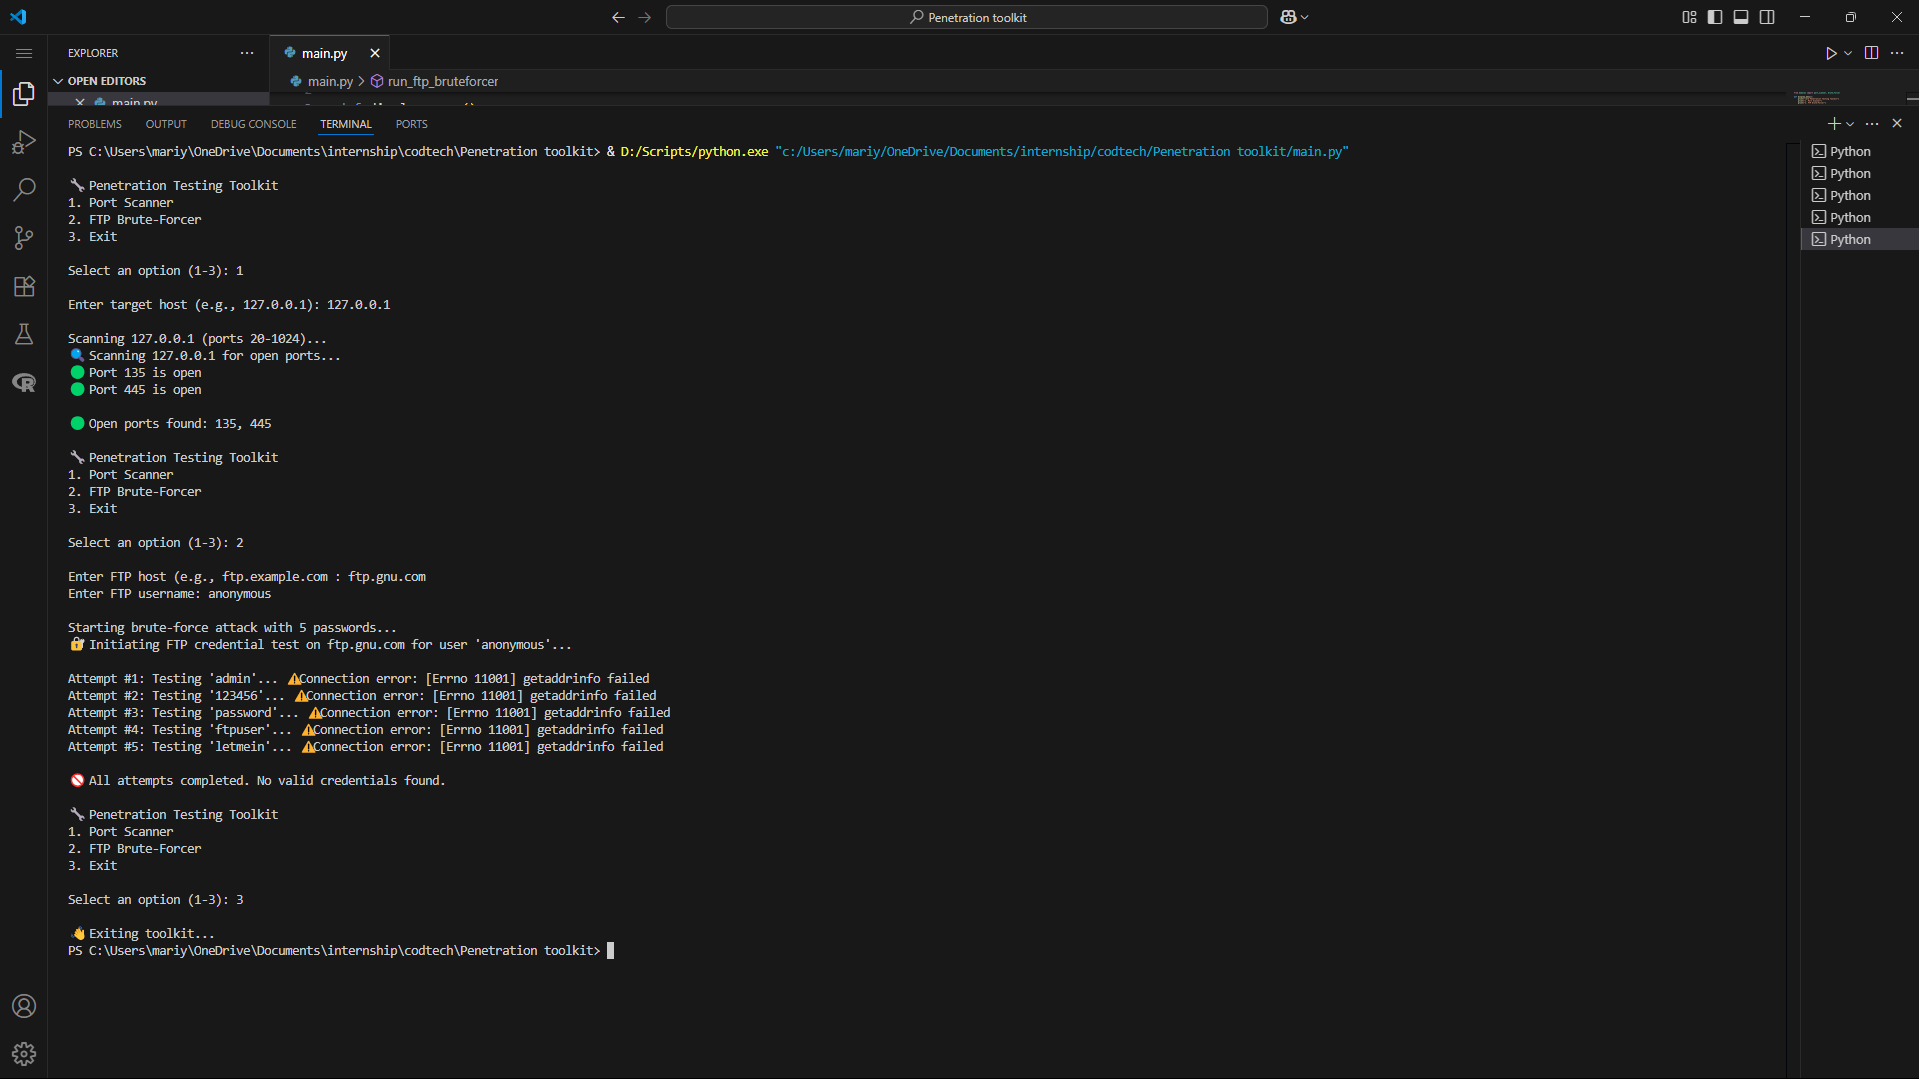 Penetration toolkit
EXPLORER
main.py
OPEN EDITORS
main.py > run_ftp_bruteforcer
main.py
PROBLEMS OUTPUT DEBUG CONSOLE TERMINAL PORTS
PS C:\Users\mariy\OneDrive\Documents\internship\codtech\Penetration toolkit> & D:/Scripts/python.exe "c:/Users/mariy/OneDrive/Documents/internship/codtech/Penetration toolkit/main.py"
🔧 Penetration Testing Toolkit
1. Port Scanner
2. FTP Brute-Forcer
3. Exit
Select an option (1-3): 1
Enter target host (e.g., 127.0.0.1): 127.0.0.1
Scanning 127.0.0.1 (ports 20-1024)...
🔍 Scanning 127.0.0.1 for open ports...
🟢 Port 135 is open
🟢 Port 445 is open
🟢 Open ports found: 135, 445
🔧 Penetration Testing Toolkit
1. Port Scanner
2. FTP Brute-Forcer
3. Exit
Select an option (1-3): 2
Enter FTP host (e.g., ftp.example.com : ftp.gnu.com
Enter FTP username: anonymous
Starting brute-force attack with 5 passwords...
🔐 Initiating FTP credential test on ftp.gnu.com for user 'anonymous'...
Attempt #1: Testing 'admin'... ⚠️Connection error: [Errno 11001] getaddrinfo failed
Attempt #2: Testing '123456'... ⚠️Connection error: [Errno 11001] getaddrinfo failed
Attempt #3: Testing 'password'... ⚠️Connection error: [Errno 11001] getaddrinfo failed
Attempt #4: Testing 'ftpuser'... ⚠️Connection error: [Errno 11001] getaddrinfo failed
Attempt #5: Testing 'letmein'... ⚠️Connection error: [Errno 11001] getaddrinfo failed
🚫 All attempts completed. No valid credentials found.
🔧 Penetration Testing Toolkit
1. Port Scanner
2. FTP Brute-Forcer
3. Exit
Select an option (1-3): 3
👋 Exiting toolkit...
PS C:\Users\mariy\OneDrive\Documents\internship\codtech\Penetration toolkit>
Python
Python
Python
Python
Python